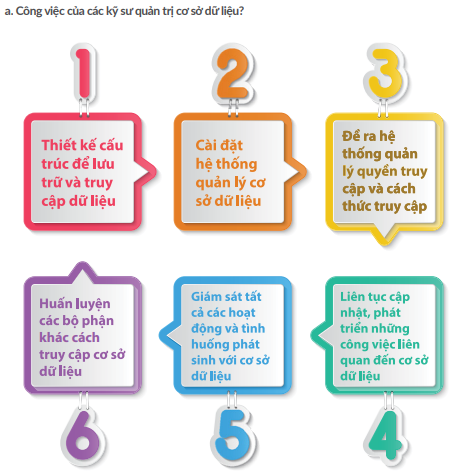 a. Công việc của các kỹ sư quản trị cơ sở dữ liệu?
1
Thiết kế cấu
trúc để lưu
trữ và truy
cập dữ liệu
2
Cài đặt
hệ thống
quản lý cơ
sở dữ liệu
3
Đề ra hệ
thống quản
lý quyền truy
cập và cách
thức truy cập
4
Liên tục cập
nhật, phát
triển những
công việc liên
quan đến cơ sở
dữ liệu
5
Giám sát tất
cả các hoạt
động và tình
huống phát
sinh với cơ sở
dữ liệu
6
Huấn luyện
các bộ phận
khác cách
truy cập cơ sở
dữ liệu